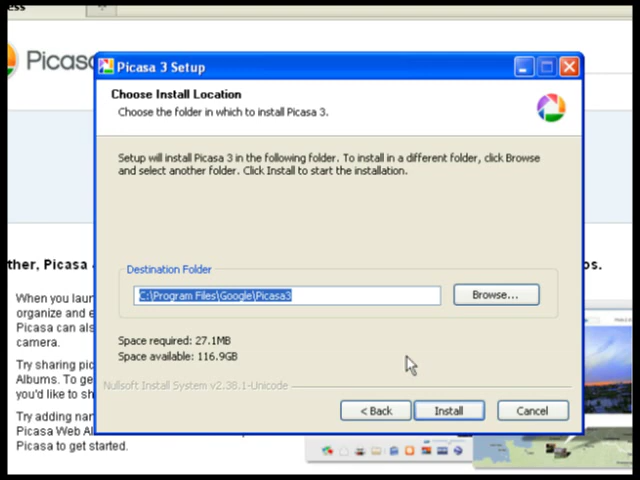 ess
Picasa
Picasa 3 Setup
Choose Install Location
Choose the folder in which to install Picasa 3.
Setup will install Picasa 3 in the following folder. To install in a different folder, click Browse
and select another folder. Click Install to start the installation.
Destination Folder
C:\Program Files\Google\Picasa3
Browse...
Space required: 27.1MB
Space available: 116.9GB
Nullsoft Install System v2.38.1-Unicode
< Back
Install
Cancel
ther, Picasa
os.
When you laun
organize and e
Picasa can als
camera.
Try sharing pic
Albums. To ge
you'd like to sh
Try adding nam
Picasa Web Al
Picasa to get started.